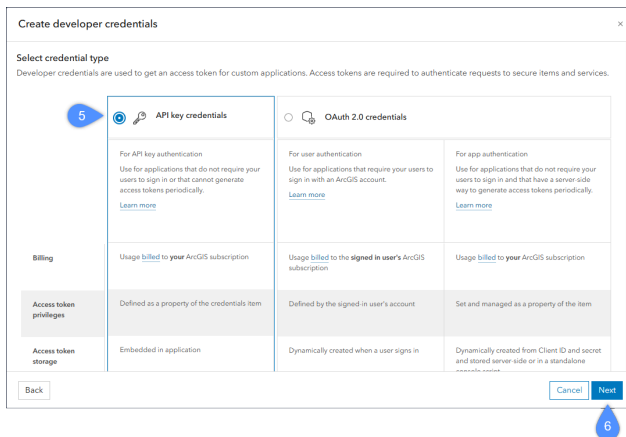 Create developer credentials
×
Select credential type
Developer credentials are used to get an access token for custom applications. Access tokens are required to authenticate requests to secure items and services.
5
API key credentials
OAuth 2.0 credentials
For API key authentication
Use for applications that do not require your
users to sign in or that cannot generate
access tokens periodically.
Learn more
For user authentication
Use for applications that require your users to
sign in with an ArcGIS account.
Learn more
For app authentication
Use for applications that do not require your
users to sign in and that have a server-side
way to generate access tokens periodically.
Learn more
Billing
Usage billed to your ArcGIS subscription
Usage billed to the signed in user's ArcGIS
subscription
Usage billed to your ArcGIS subscription
Access token
privileges
Defined as a property of the credentials item
Defined by the signed-in user's account
Set and managed as a property of the item
Access token
storage
Embedded in application
Dynamically created when a user signs in
Dynamically created from Client ID and secret
and stored server-side or in a standalone
console script
Back
Cancel
Next
6